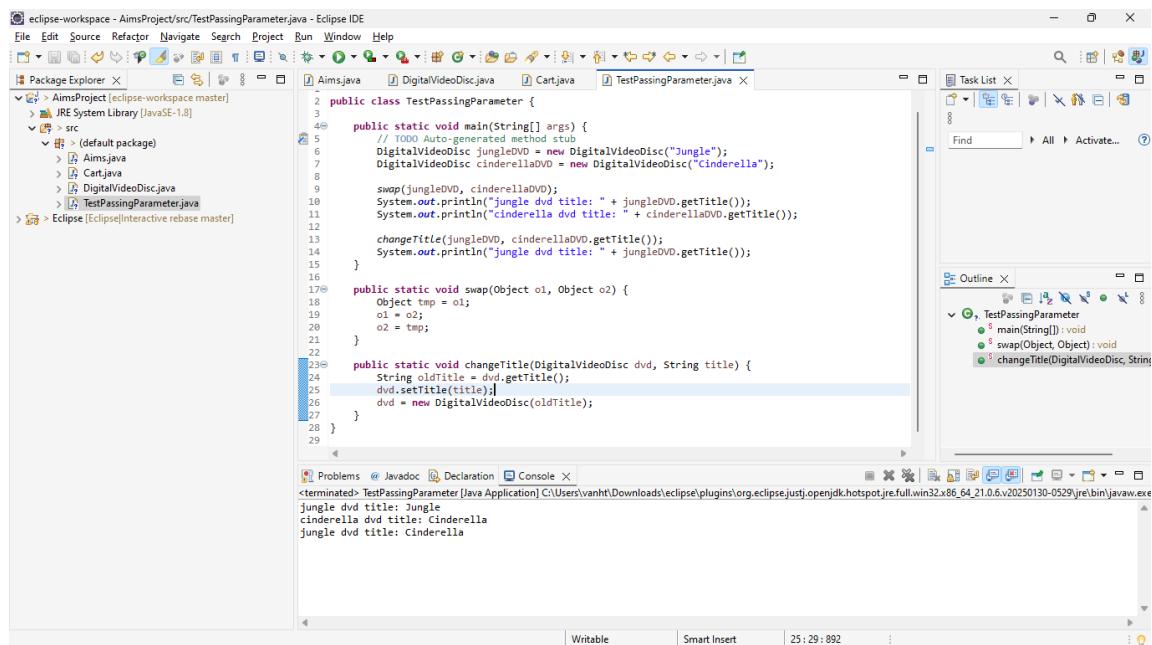 eclipse-workspace - AimsProject/src/TestPassingParameter.java - Eclipse IDE
File Edit Source Refactor Navigate Search Project Run Window Help
Package Explorer
AimsProject [eclipse-workspace master]
JRE System Library [JavaSE-1.8]
> src
> (default package)
Aims.java
Cart.java
DigitalVideoDisc.java
TestPassingParameter.java
> Eclipse [Eclipse|Interactive rebase master]
Aims.java DigitalVideoDisc.java Cart.java TestPassingParameter.java
2 public class TestPassingParameter {
3
4 public static void main(String[] args) {
5 // TODO Auto-generated method stub
6 DigitalVideoDisc jungleDVD = new DigitalVideoDisc("Jungle");
7 DigitalVideoDisc cinderellaDVD = new DigitalVideoDisc("Cinderella");
8
9 swap(jungleDVD, cinderellaDVD);
10 System.out.println("jungle dvd title: " + jungleDVD.getTitle());
11 System.out.println("cinderella dvd title: " + cinderellaDVD.getTitle());
12
13 changeTitle(jungleDVD, cinderellaDVD.getTitle());
14 System.out.println("jungle dvd title: " + jungleDVD.getTitle());
15 }
16
17 public static void swap(Object o1, Object o2) {
18 Object tmp = o1;
19 o1 = o2;
20 o2 = tmp;
21 }
22
23 public static void changeTitle(DigitalVideoDisc dvd, String title) {
24 String oldTitle = dvd.getTitle();
25 dvd.setTitle(title);
26 dvd = new DigitalVideoDisc(oldTitle);
27 }
28 }
29
Task List
Find All Activate...
Outline
TestPassingParameter
main(String[]) : void
swap(Object, Object) : void
changeTitle(DigitalVideoDisc, String
Problems Javadoc Declaration Console
<terminated> TestPassingParameter [Java Application] C:\Users\vanht\Downloads\eclipse\plugins\org.eclipse.justj.openjdk.hotspot.jre.full.win32.x86_64_21.0.6.v20250130-0529\jre\bin\javaw.exe
jungle dvd title: Jungle
cinderella dvd title: Cinderella
jungle dvd title: Cinderella
Writable Smart Insert 25 : 29 : 892